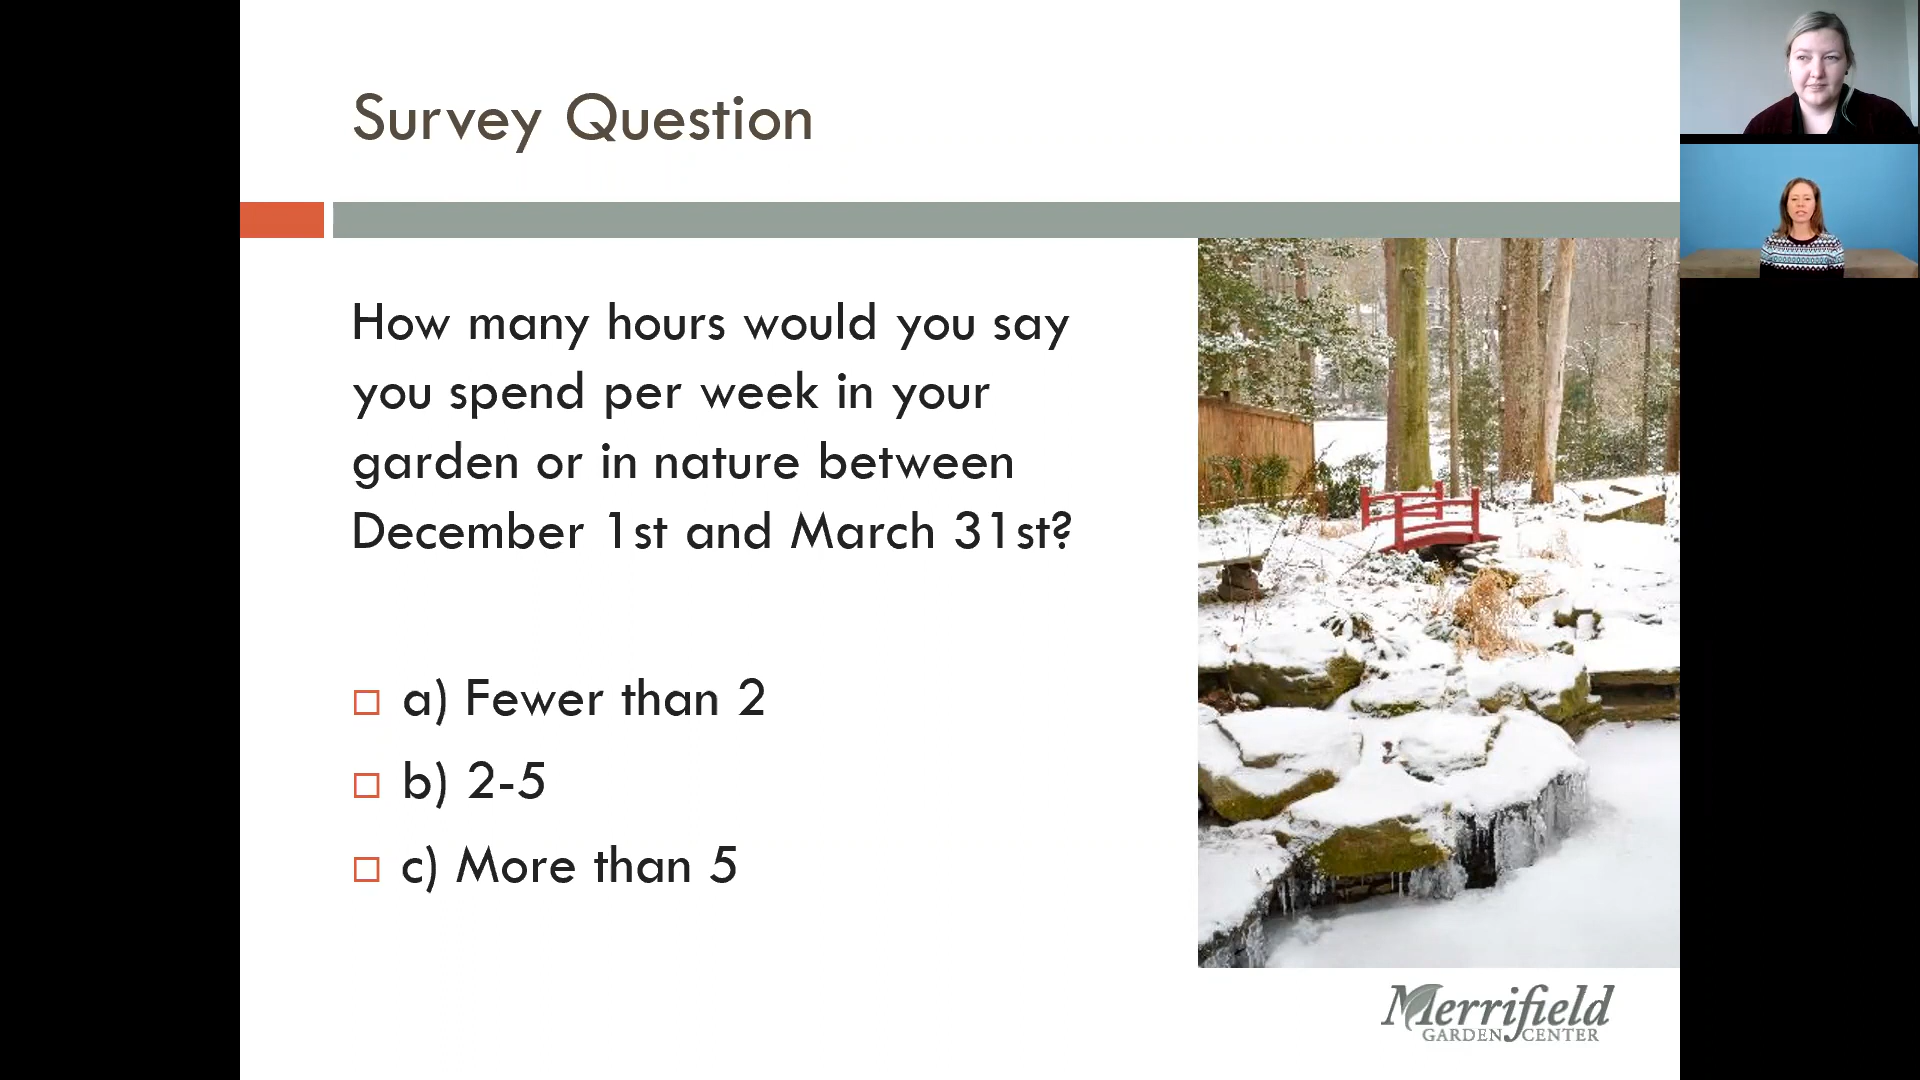 Survey Question
How many hours would you say
you spend per week in your
garden or in nature between
December 1st and March 31st?
a) Fewer than 2
b) 2-5
c) More than 5
Merrifield
GARDEN CENTER